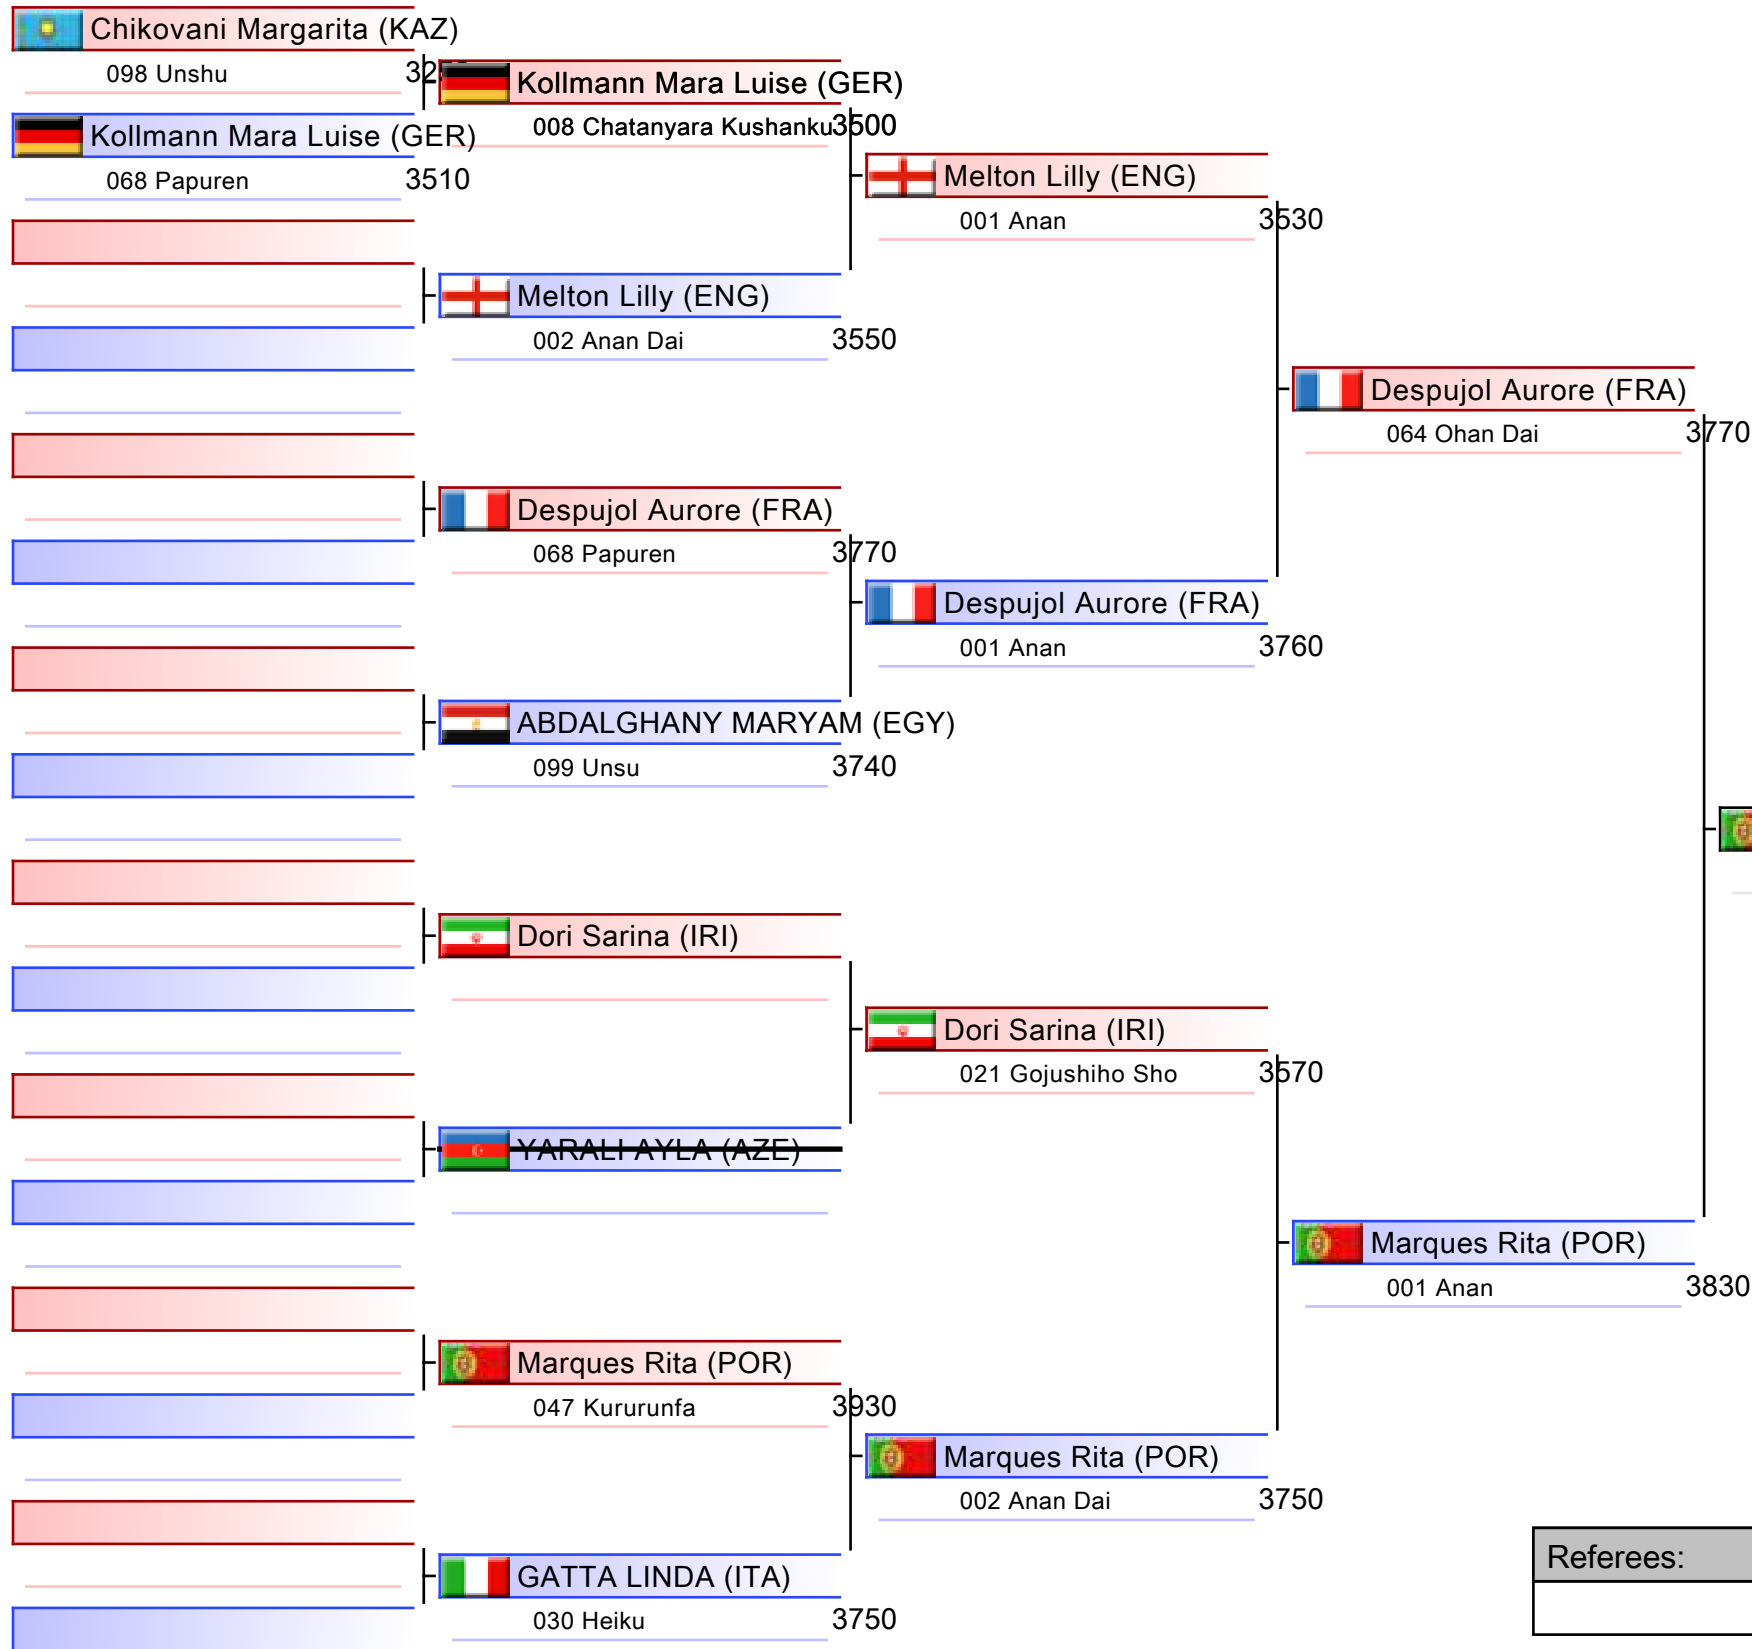 Chikovani Margarita (KAZ)
098 Unshu
Kollmann Mara Luise (GER)
068 Papuren 3510
Kollmann Mara Luise (GER)
008 Chatanyara Kushanku 3500
Melton Lilly (ENG)
002 Anan Dai 3550
Despujol Aurore (FRA)
068 Papuren 3770
ABDALGHANY MARYAM (EGY)
099 Unsu 3740
Dori Sarina (IRI)
YARALI AYLA (AZE)
Marques Rita (POR)
047 Kururunfa 3930
GATTA LINDA (ITA)
030 Heiku 3750
Melton Lilly (ENG)
001 Anan 3530
Despujol Aurore (FRA)
001 Anan 3760
Dori Sarina (IRI)
021 Gojushiho Sho 3570
Marques Rita (POR)
002 Anan Dai 3750
Despujol Aurore (FRA)
064 Ohan Dai 3770
Marques Rita (POR)
001 Anan 3830
Referees: